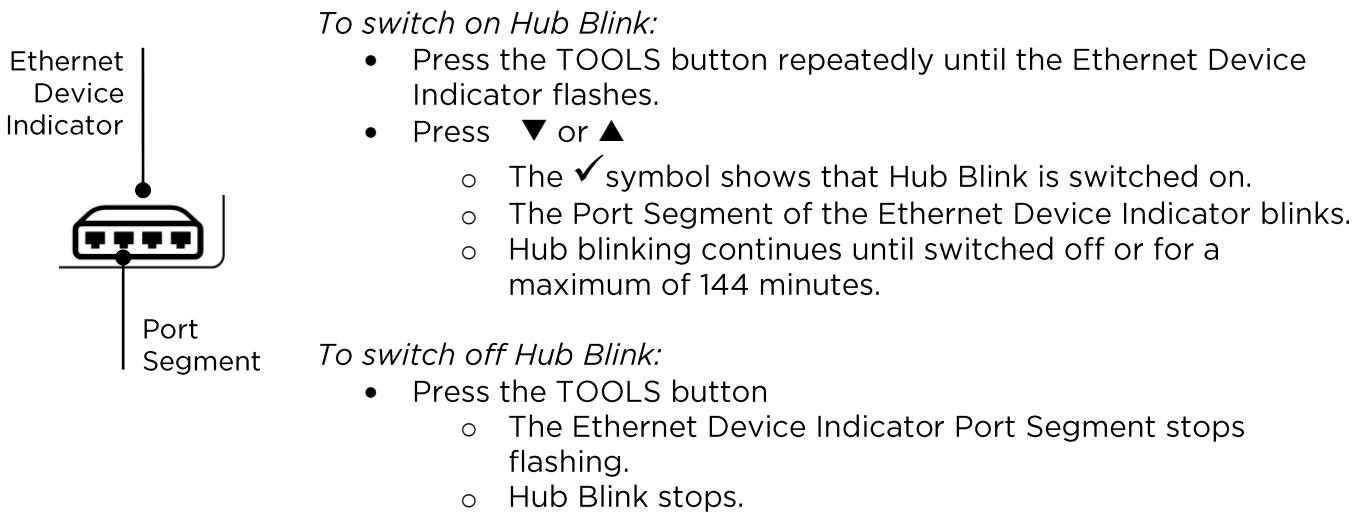 Ethernet
Device
Indicator
Port
Segment
To switch on Hub Blink:
• Press the TOOLS button repeatedly until the Ethernet Device
Indicator flashes.
• Press ▼ or ▲
o The ✓ symbol shows that Hub Blink is switched on.
o The Port Segment of the Ethernet Device Indicator blinks.
o Hub blinking continues until switched off or for a
maximum of 144 minutes.
To switch off Hub Blink:
• Press the TOOLS button
o The Ethernet Device Indicator Port Segment stops
flashing.
o Hub Blink stops.